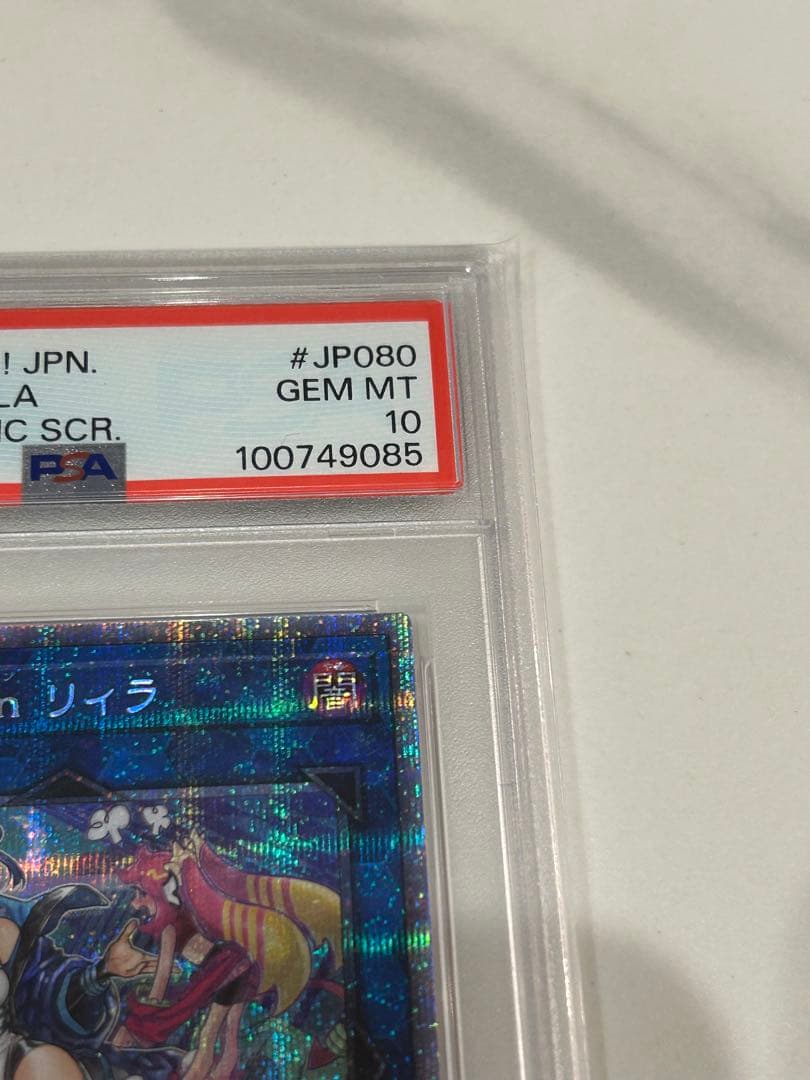 ! JPN.
#JP080
LA
GEM MT
IC SCR.
10
PSA
100749085
n リィラ
闇